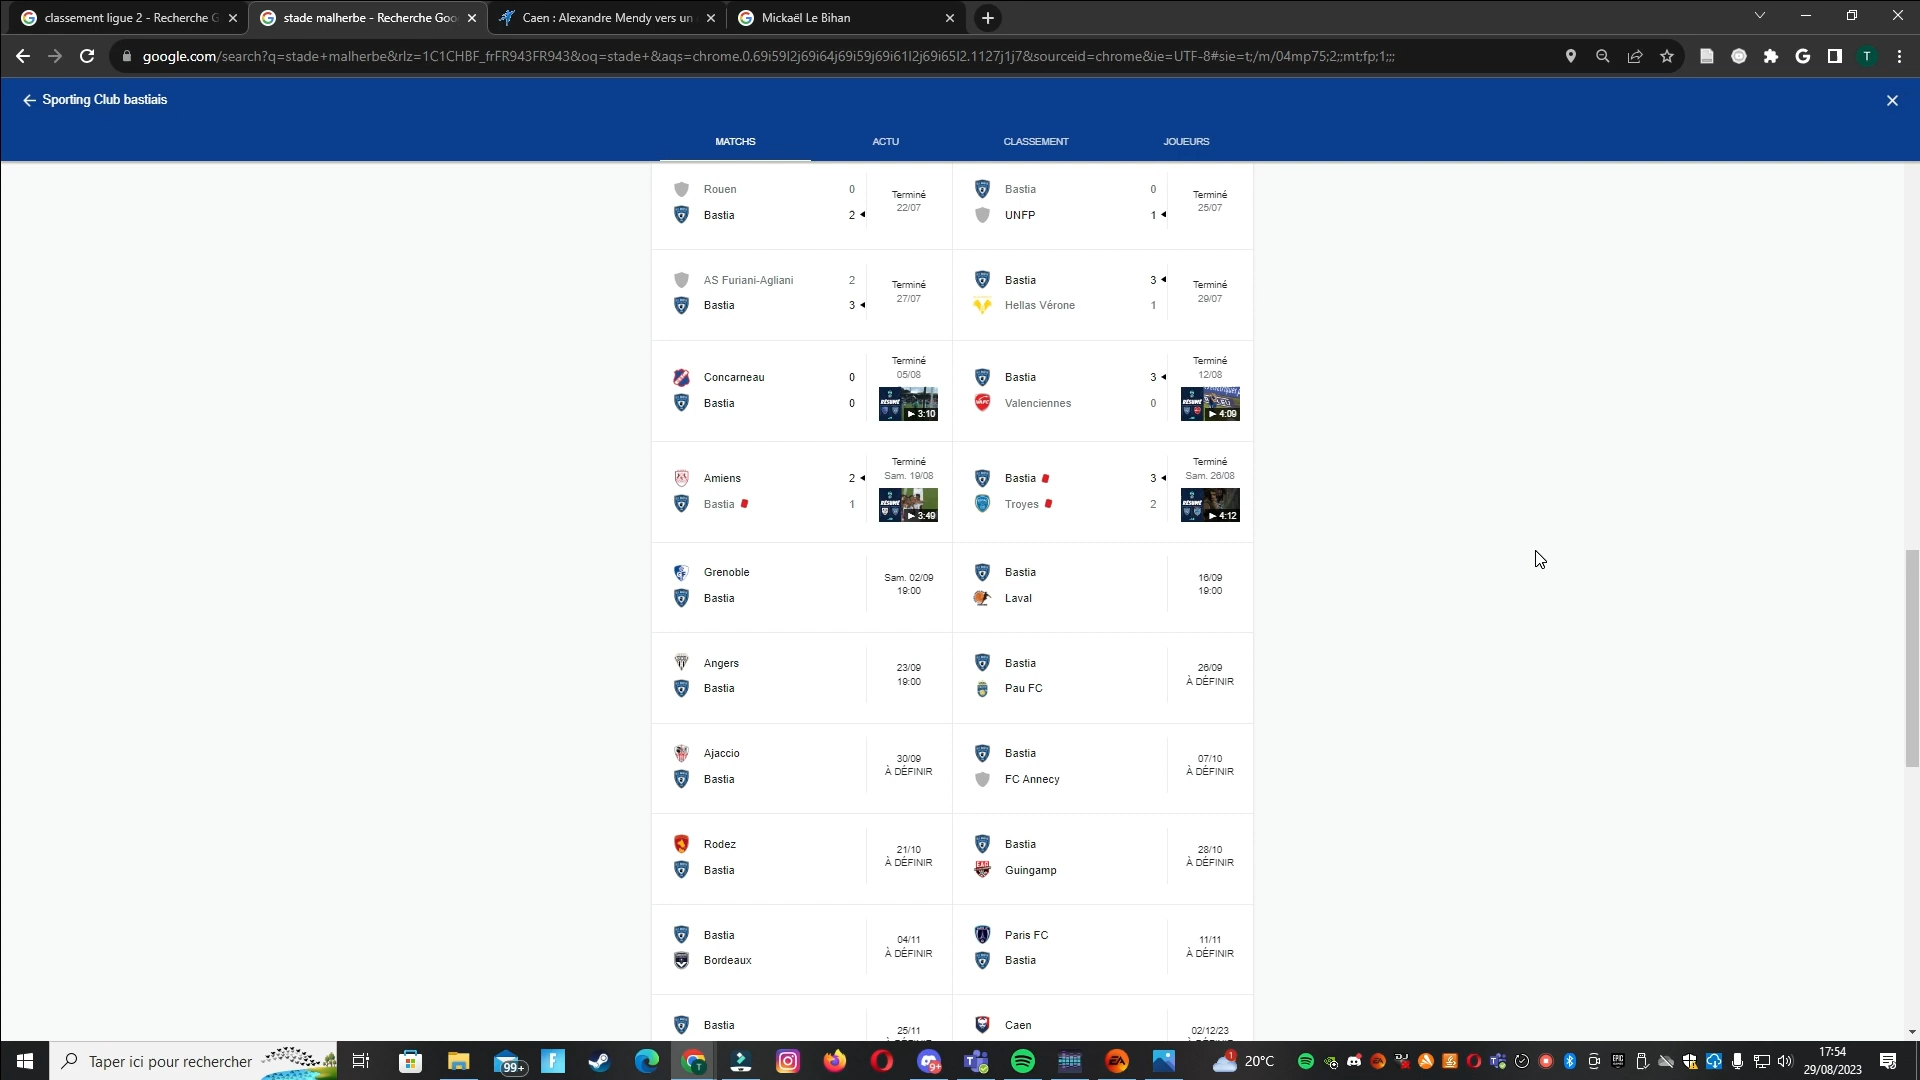 classement ligue 2 - Recherche G
stade malherbe - Recherche Goo
Caen : Alexandre Mendy vers un
Mickaël Le Bihan
google.com/search?q=stade+malherbe&rlz=1C1CHBF_frFR943FR943&oq=stade+&aqs=chrome.0.69i59l2j69i64j69i59j69i61l2j69i65l2.1127j1j7&sourceid=chrome&ie=UTF-8#sie=t;/m/04mp75;2;;mt;fp;1;;;
T
Sporting Club bastiais
MATCHS ACTU CLASSEMENT JOUEURS
Rouen 0
Bastia 2
Terminé
22/07
Bastia 0
UNFP 1
Terminé
25/07
AS Furiani-Agliani 2
Bastia 3
Terminé
27/07
Bastia 3
Hellas Vérone 1
Terminé
29/07
Concarneau 0
Bastia 0
Terminé
05/08
RÉSUMÉ
3:10
Bastia 3
Valenciennes 0
Terminé
12/08
RÉSUMÉ
4:09
Amiens 2
Bastia 1
Terminé
Sam. 19/08
RÉSUMÉ
3:49
Bastia 3
Troyes 2
Terminé
Sam. 26/08
RÉSUMÉ
4:12
Grenoble
Bastia
Sam. 02/09
19:00
Bastia
Laval
16/09
19:00
Angers
Bastia
23/09
19:00
Bastia
Pau FC
26/09
À DÉFINIR
Ajaccio
Bastia
30/09
À DÉFINIR
Bastia
FC Annecy
07/10
À DÉFINIR
Rodez
Bastia
21/10
À DÉFINIR
Bastia
Guingamp
28/10
À DÉFINIR
Bastia
Bordeaux
04/11
À DÉFINIR
Paris FC
Bastia
11/11
À DÉFINIR
Bastia
25/11
Caen
02/12/23
Taper ici pour rechercher
99+
20°C
17:54
29/08/2023